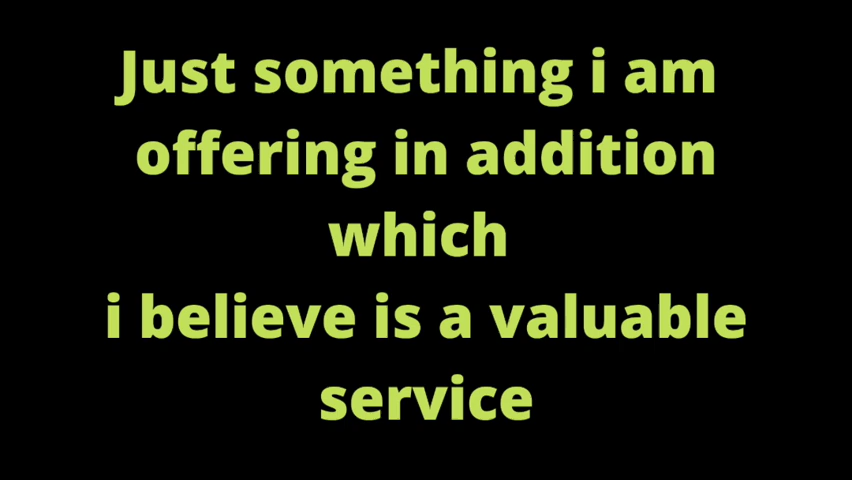 Just something i am
offering in addition
which
i believe is a valuable
service